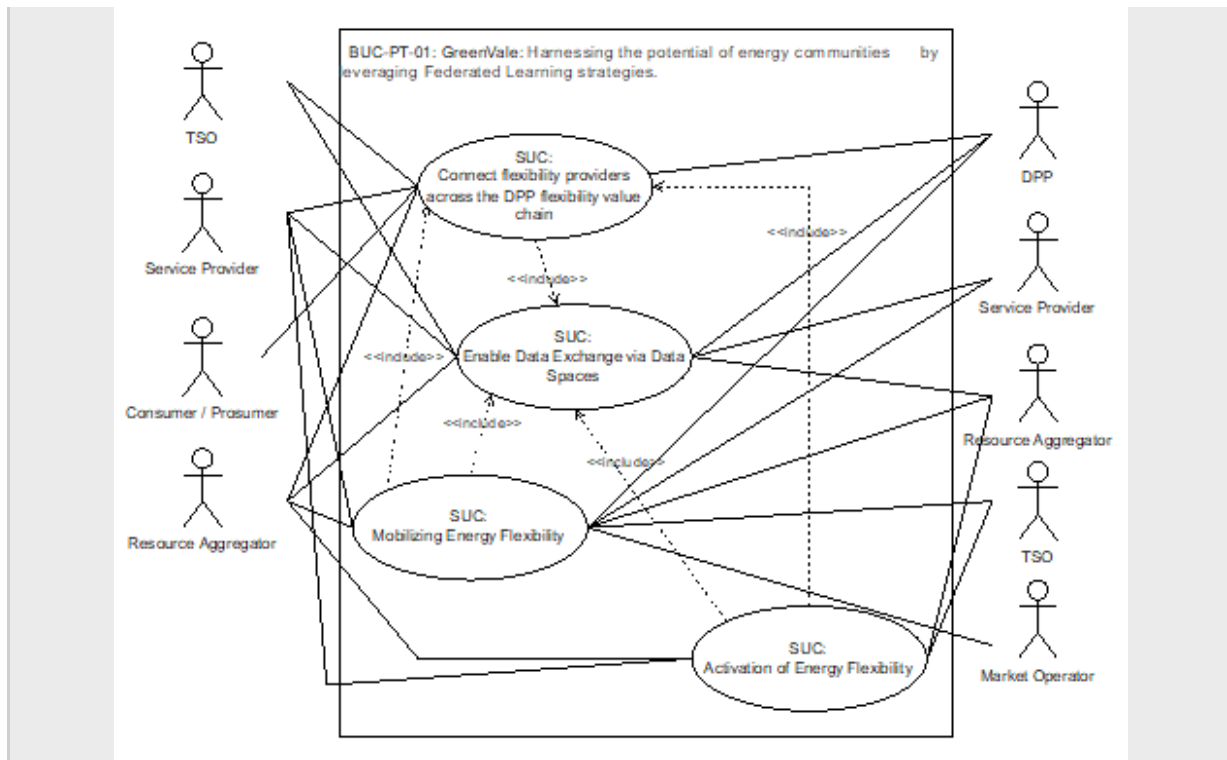 BUC-PT-01: GreenVale: Harnessing the potential of energy communities by
leveraging Federated Learning strategies.
TSO
Service Provider
Consumer / Prosumer
Resource Aggregator
SUC:
Connect flexibility providers
across the DPP flexibility value
chain
<<include>>
<<include>>
SUC:
Enable Data Exchange via Data
Spaces
<<include>>
<<include>>
<<include>>
SUC:
Mobilizing Energy Flexibility
SUC:
Activation of Energy Flexibility
DPP
Service Provider
Resource Aggregator
TSO
Market Operator